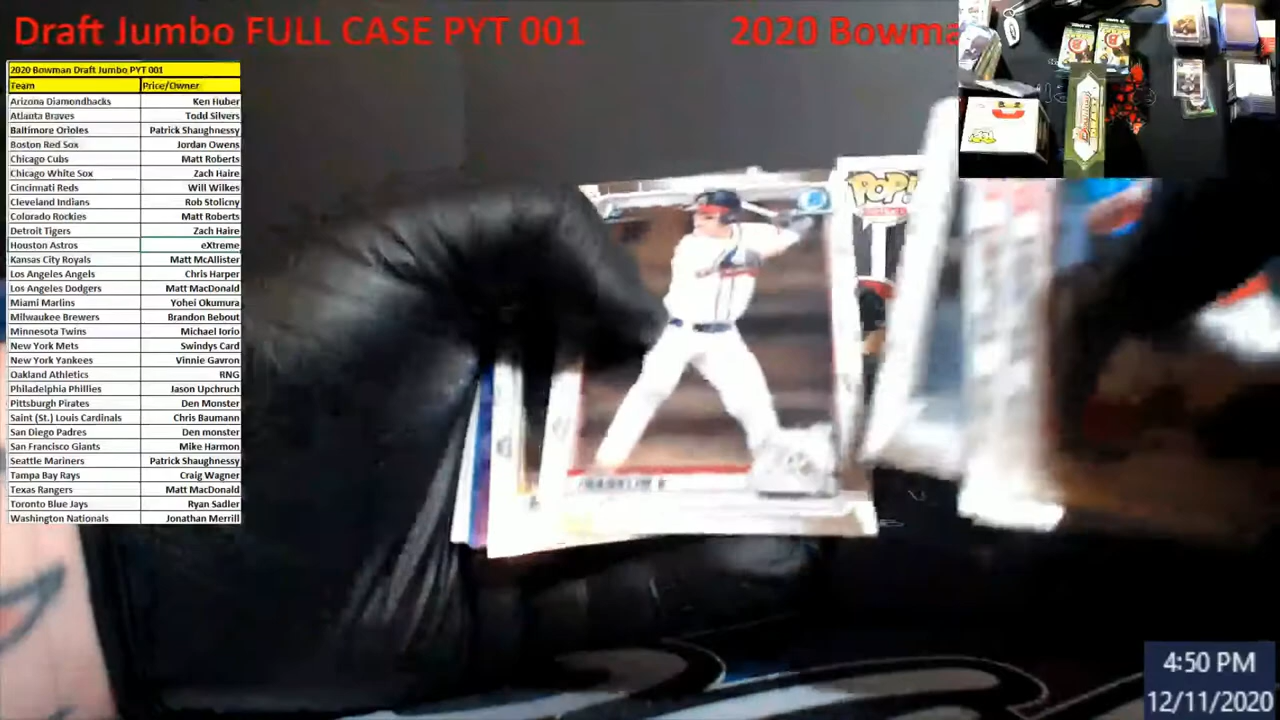 Draft Jumbo FULL CASE PYT 001
2020 Bowma
2020 Bowman Draft Jumbo PYT 001
Team Price/Owner
Arizona Diamondbacks Ken Huber
Atlanta Braves Todd Silvers
Baltimore Orioles Patrick Shaughnessy
Boston Red Sox Jordan Owens
Chicago Cubs Matt Roberts
Chicago White Sox Zach Haire
Cincinnati Reds Will Wilkes
Cleveland Indians Rob Stolicny
Colorado Rockies Matt Roberts
Detroit Tigers Zach Haire
Houston Astros eXtreme
Kansas City Royals Matt McAllister
Los Angeles Angels Chris Harper
Los Angeles Dodgers Matt MacDonald
Miami Marlins Yohei Okumura
Milwaukee Brewers Brandon Bebout
Minnesota Twins Michael Iorio
New York Mets Swindys Card
New York Yankees Vinnie Gavron
Oakland Athletics RNG
Philadelphia Phillies Jason Upchruch
Pittsburgh Pirates Den Monster
Saint (St.) Louis Cardinals Chris Baumann
San Diego Padres Den monster
San Francisco Giants Mike Harmon
Seattle Mariners Patrick Shaughnessy
Tampa Bay Rays Craig Wagner
Texas Rangers Matt MacDonald
Toronto Blue Jays Ryan Sadler
Washington Nationals Jonathan Merrill
POP!
4:50 PM
12/11/2020